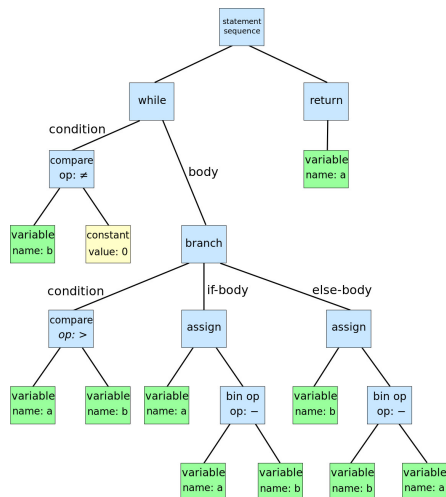 statement
sequence
while
return
condition
compare
op: ≠
body
variable
name: a
variable
name: b
constant
value: 0
branch
condition
if-body
else-body
compare
op: >
assign
assign
variable
name: a
variable
name: b
variable
name: a
bin op
op: −
variable
name: b
bin op
op: −
variable
name: a
variable
name: b
variable
name: b
variable
name: a